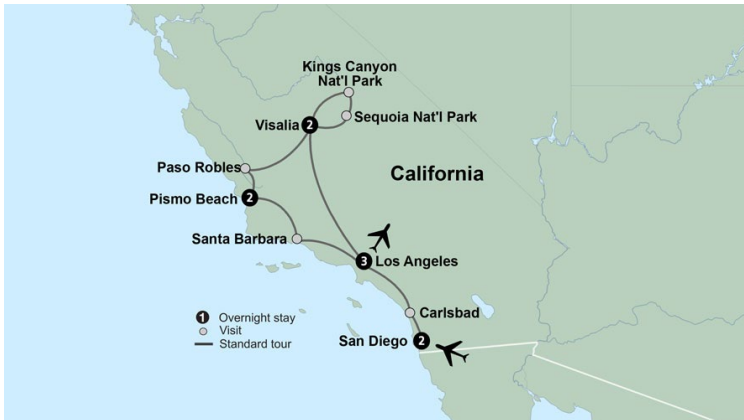 Kings Canyon
Nat'l Park
Visalia
2
Sequoia Nat'l Park
Paso Robles
California
Pismo Beach
2
Santa Barbara
3
Los Angeles
Carlsbad
San Diego
2
1 Overnight stay
Visit
Standard tour